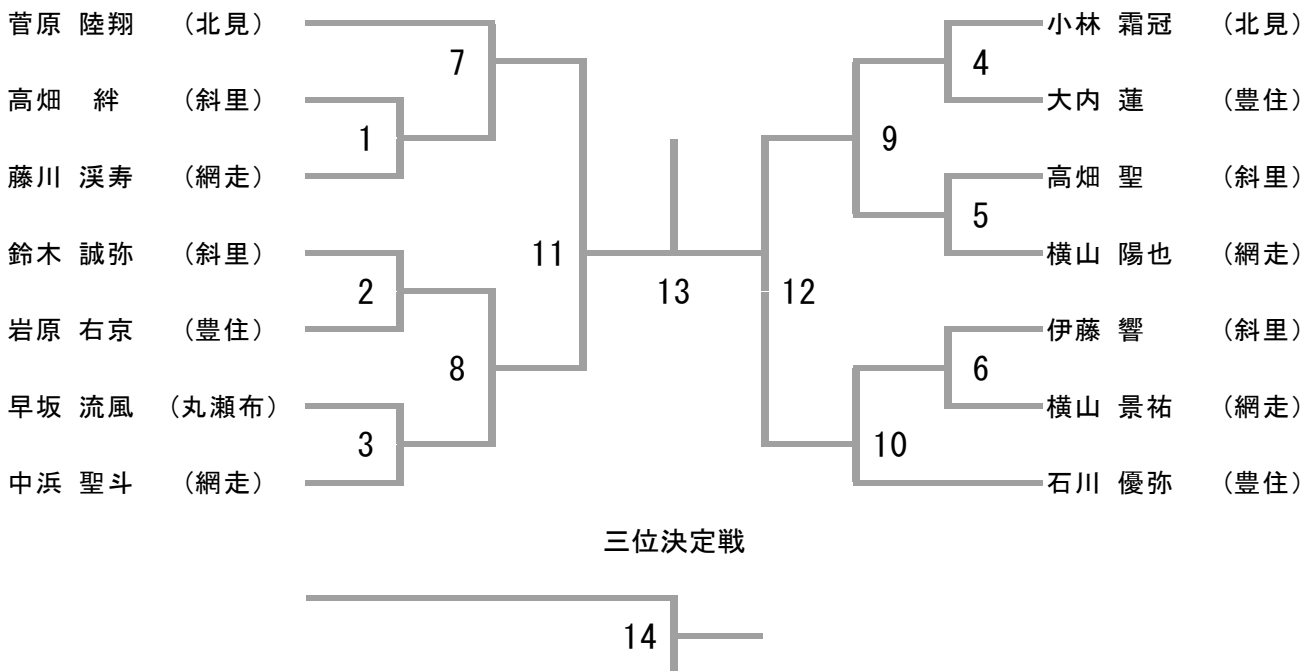 菅原 陸翔 （北見）
7
高畑 絆 （斜里）
1
藤川 渓寿 （網走）
鈴木 誠弥 （斜里）
11
2
岩原 右京 （豊住）
8
早坂 流風 （丸瀬布）
3
中浜 聖斗 （網走）
13
小林 霜冠 （北見）
4
大内 蓮 （豊住）
9
高畑 聖 （斜里）
5
横山 陽也 （網走）
12
伊藤 響 （斜里）
6
横山 景祐 （網走）
10
石川 優弥 （豊住）
三位決定戦
14